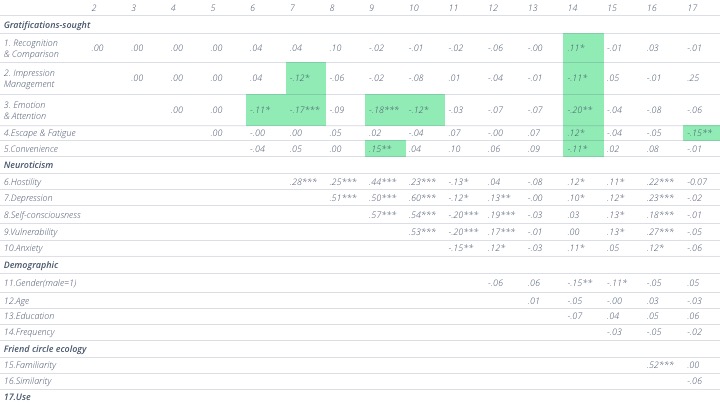 2 3 4 5 6 7 8 9 10 11 12 13 14 15 16 17
Gratifications-sought
1. Recognition
& Comparison .00 .00 .00 .00 .04 .04 .10 -.02 -.01 -.02 -.06 -.00 .11* -.01 .03 -.01
2. Impression
Management .00 .00 .00 .04 -.12* -.06 -.02 -.08 .01 -.04 -.01 -.11* .05 -.01 .25
3. Emotion
& Attention .00 .00 -.11* -.17*** -.09 -.18*** -.12* -.03 -.07 -.07 -.20** -.04 -.08 -.06
4.Escape & Fatigue .00 -.00 .00 .05 .02 -.04 .07 -.00 .07 .12* -.04 -.05 -.15**
5.Convenience -.04 .05 .00 .15** .04 .10 .06 .09 -.11* .02 .08 -.01
Neuroticism
6.Hostility .28*** .25*** .44*** .23*** -.13* .04 -.08 .12* .11* .22*** -0.07
7.Depression .51*** .50*** .60*** -.12* .13** -.00 .10* .12* .23*** -.02
8.Self-consciousness .57*** .54*** -.20*** .19*** -.03 .03 .13* .18*** -.01
9.Vulnerability .53*** -.20*** .17*** -.01 .00 .13* .27*** -.05
10.Anxiety -.15** .12* -.03 .11* .05 .12* -.06
Demographic
11.Gender(male=1) -.06 .06 -.15** -.11* -.05 .05
12.Age .01 -.05 -.00 .03 -.03
13.Education -.07 .04 .05 .06
14.Frequency -.03 -.05 -.02
Friend circle ecology
15.Familiarity .52*** .00
16.Similarity -.06
17.Use